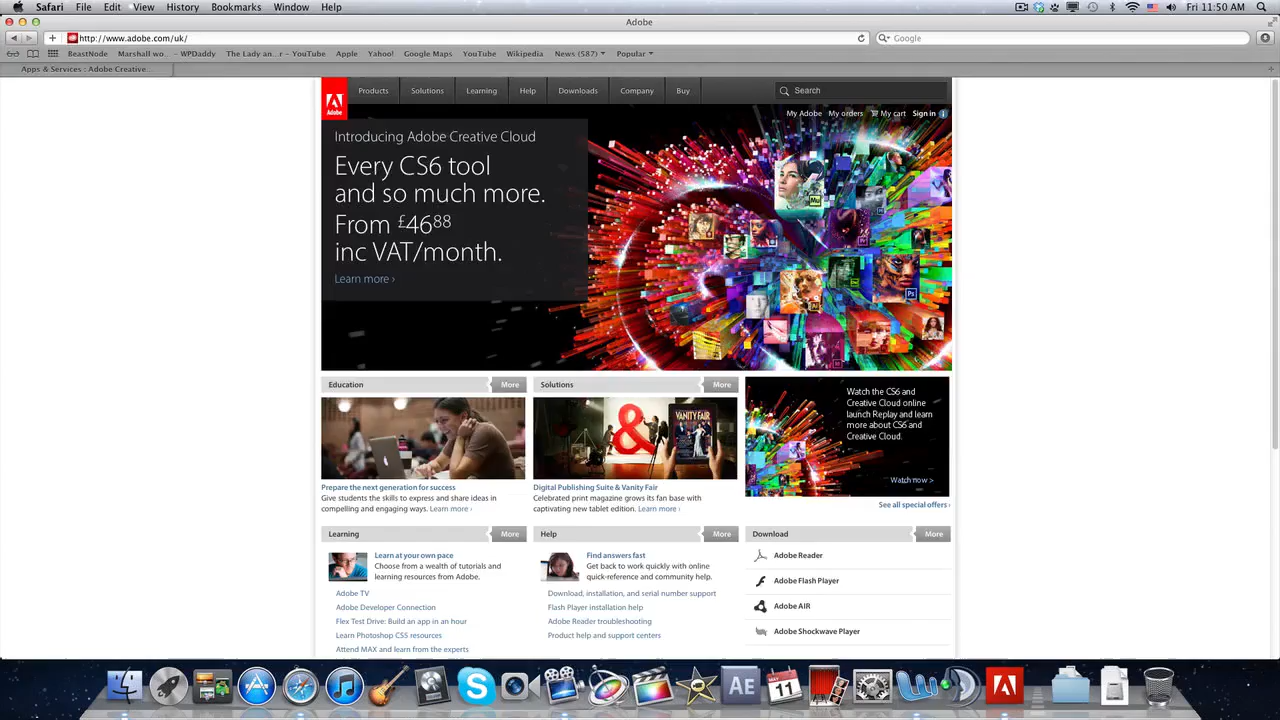 Safari File Edit View History Bookmarks Window Help
Fri 11:50 AM
Adobe
http://www.adobe.com/uk/
Google
BeastNode Marshall wo... – WPDaddy The Lady an...r – YouTube Apple Yahoo! Google Maps YouTube Wikipedia News (587) Popular
Apps & Services : Adobe Creative...
Adobe
Products Solutions Learning Help Downloads Company Buy
Search
My Adobe My orders My cart Sign in i
Introducing Adobe Creative Cloud
Every CS6 tool
and so much more.
From £46⁸⁸
inc VAT/month.
Learn more ›
Mu
Ps
Ai
Education More
Solutions More
Watch the CS6 and
Creative Cloud online
launch Replay and learn
more about CS6 and
Creative Cloud.
Watch now >
&
VANITY FAIR
Prepare the next generation for success
Give students the skills to express and share ideas in
compelling and engaging ways. Learn more ›
Digital Publishing Suite & Vanity Fair
Celebrated print magazine grows its fan base with
captivating new tablet edition. Learn more ›
See all special offers ›
Learning More
Learn at your own pace
Choose from a wealth of tutorials and
learning resources from Adobe.
Adobe TV
Adobe Developer Connection
Flex Test Drive: Build an app in an hour
Learn Photoshop CS5 resources
Attend MAX and learn from the experts
Help More
Find answers fast
Get back to work quickly with online
quick-reference and community help.
Download, installation, and serial number support
Flash Player installation help
Adobe Reader troubleshooting
Product help and support centers
Download More
Adobe Reader
Adobe Flash Player
Adobe AIR
Adobe Shockwave Player
AE
MAY
11